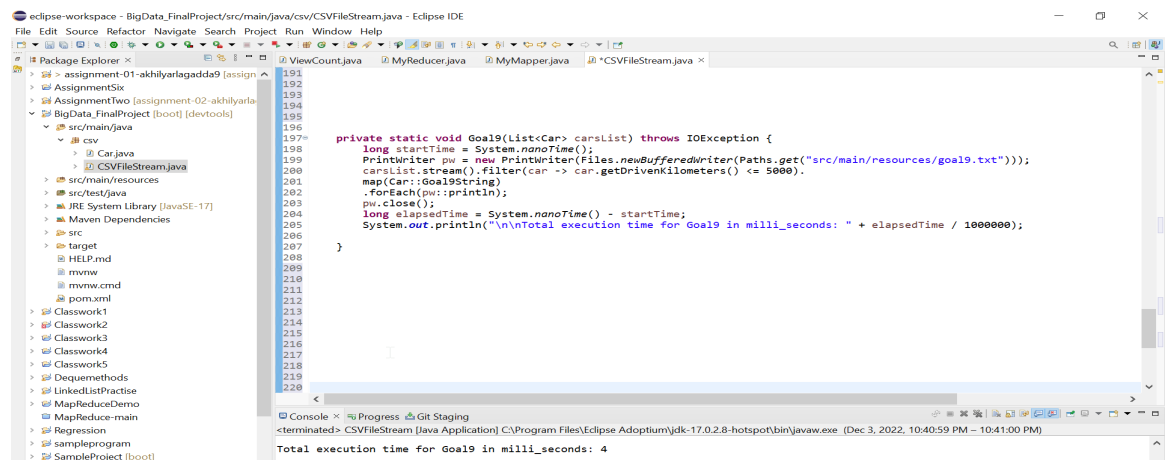 eclipse-workspace - BigData_FinalProject/src/main/java/csv/CSVFileStream.java - Eclipse IDE
File Edit Source Refactor Navigate Search Project Run Window Help
Package Explorer ×
> assignment-01-akhilyarlagadda9 [assign
AssignmentSix
AssignmentTwo [assignment-02-akhilyarla
BigData_FinalProject [boot] [devtools]
src/main/java
csv
Car.java
CSVFileStream.java
src/main/resources
src/test/java
JRE System Library [JavaSE-17]
Maven Dependencies
src
target
HELP.md
mvnw
mvnw.cmd
pom.xml
Classwork1
Classwork2
Classwork3
Classwork4
Classwork5
Dequemethods
LinkedListPractise
MapReduceDemo
MapReduce-main
Regression
sampleprogram
SampleProject [boot]
ViewCount.java MyReducer.java MyMapper.java *CSVFileStream.java ×
191
192
193
194
195
196
197 private static void Goal9(List<Car> carsList) throws IOException {
198 long startTime = System.nanoTime();
199 PrintWriter pw = new PrintWriter(Files.newBufferedWriter(Paths.get("src/main/resources/goal9.txt")));
200 carsList.stream().filter(car -> car.getDrivenKilometers() <= 5000).
201 map(Car::Goal9String)
202 .forEach(pw::println);
203 pw.close();
204 long elapsedTime = System.nanoTime() - startTime;
205 System.out.println("\n\nTotal execution time for Goal9 in milli_seconds: " + elapsedTime / 1000000);
206
207 }
208
209
210
211
212
213
214
215
216
217
218
219
220
Console × Progress Git Staging
<terminated> CSVFileStream [Java Application] C:\Program Files\Eclipse Adoptium\jdk-17.0.2.8-hotspot\bin\javaw.exe (Dec 3, 2022, 10:40:59 PM – 10:41:00 PM)
Total execution time for Goal9 in milli_seconds: 4